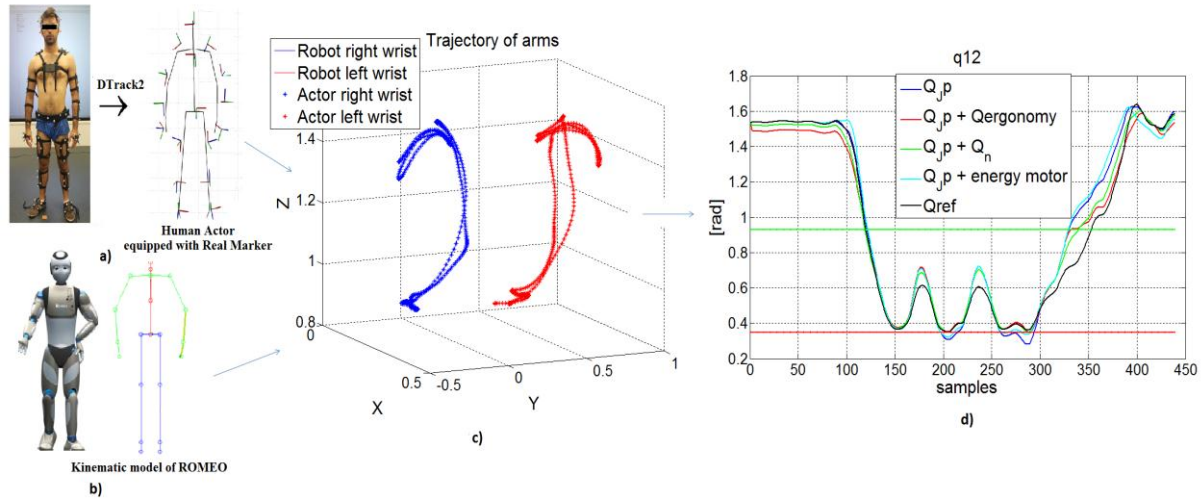 DTrack2
Human Actor
equipped with Real Marker
a)
Kinematic model of ROMEO
b)
Trajectory of arms
Robot right wrist
Robot left wrist
Actor right wrist
Actor left wrist
Z
1.4
1.2
1
0.8
0
0.5
X
-0.5
0
0.5
1
Y
c)
q12
Q_Jp
Q_Jp + Qergonomy
Q_Jp + Q_n
Q_Jp + energy motor
Qref
[rad]
1.8
1.6
1.4
1.2
1
0.8
0.6
0.4
0.2
0 50 100 150 200 250 300 350 400 450
samples
d)